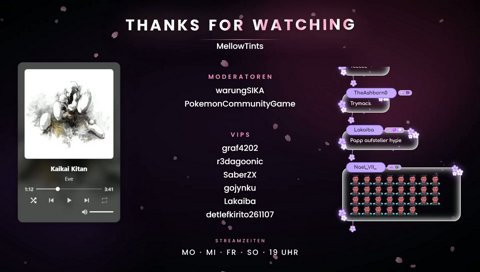 THANKS FOR WATCHING
MellowTints
MODERATOREN
warungSIKA
PokemonCommunityGame
VIPS
graf4202
r3dagoonic
SaberZX
gojynku
Lakaiba
detlefkirito261107
STREAMZEITEN
MO · MI · FR · SO · 19 UHR
Kaikai Kitan
Eve
1:12
3:41
TheAshborn0
Trymacs
Lakaiba
Papp aufsteller hype
Noel_VII_